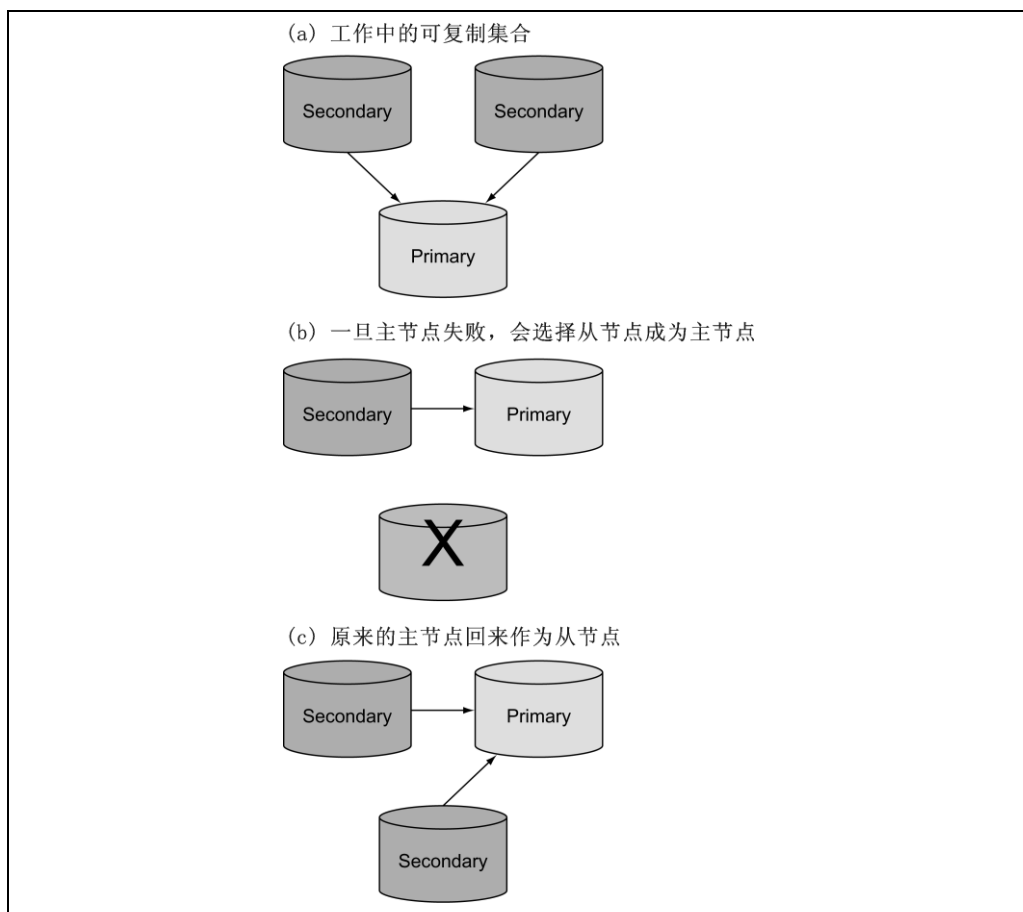 (a) 工作中的可复制集合
Secondary
Secondary
Primary
(b) 一旦主节点失败，会选择从节点成为主节点
Secondary
Primary
X
(c) 原来的主节点回来作为从节点
Secondary
Primary
Secondary